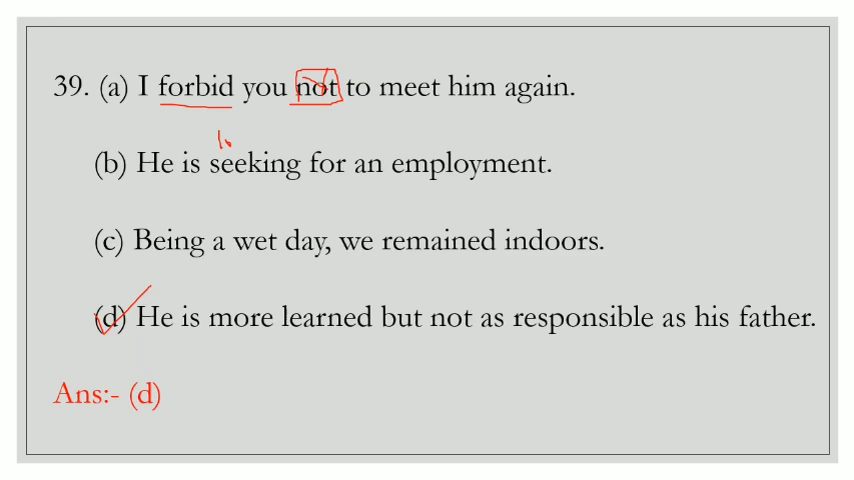 39. (a) I forbid you not to meet him again.
(b) He is seeking for an employment.
(c) Being a wet day, we remained indoors.
(d) He is more learned but not as responsible as his father.
Ans:- (d)